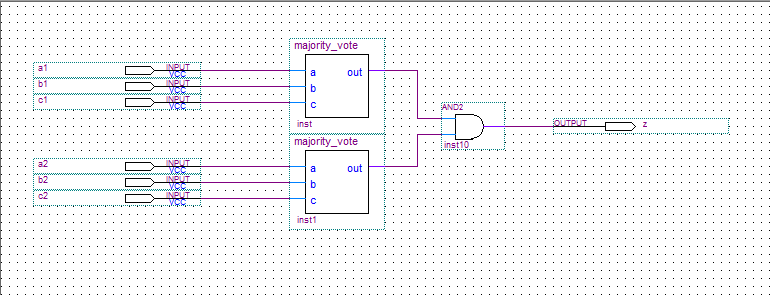 majority_vote
a1 INPUT
VCC
a out
b1 INPUT
VCC
b
c1 INPUT
VCC
c
inst
AND2
OUTPUT z
inst10
majority_vote
a2 INPUT
VCC
a out
b2 INPUT
VCC
b
c2 INPUT
VCC
c
inst1